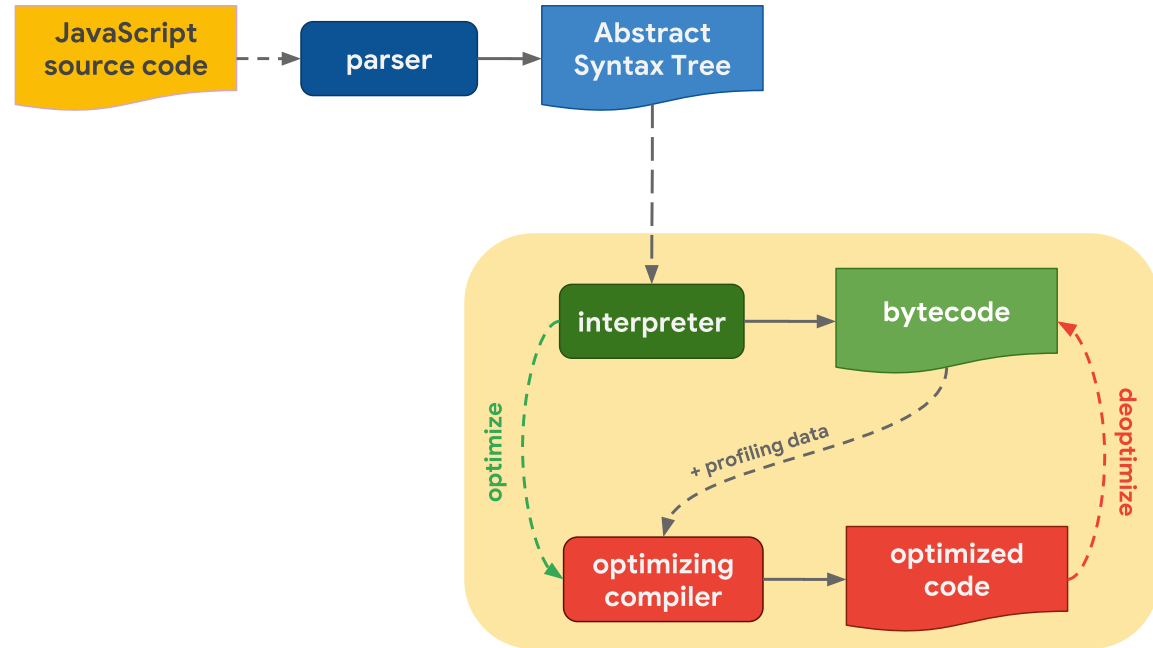 JavaScript
source code
parser
Abstract
Syntax Tree
interpreter
bytecode
optimize
+ profiling data
deoptimize
optimizing
compiler
optimized
code